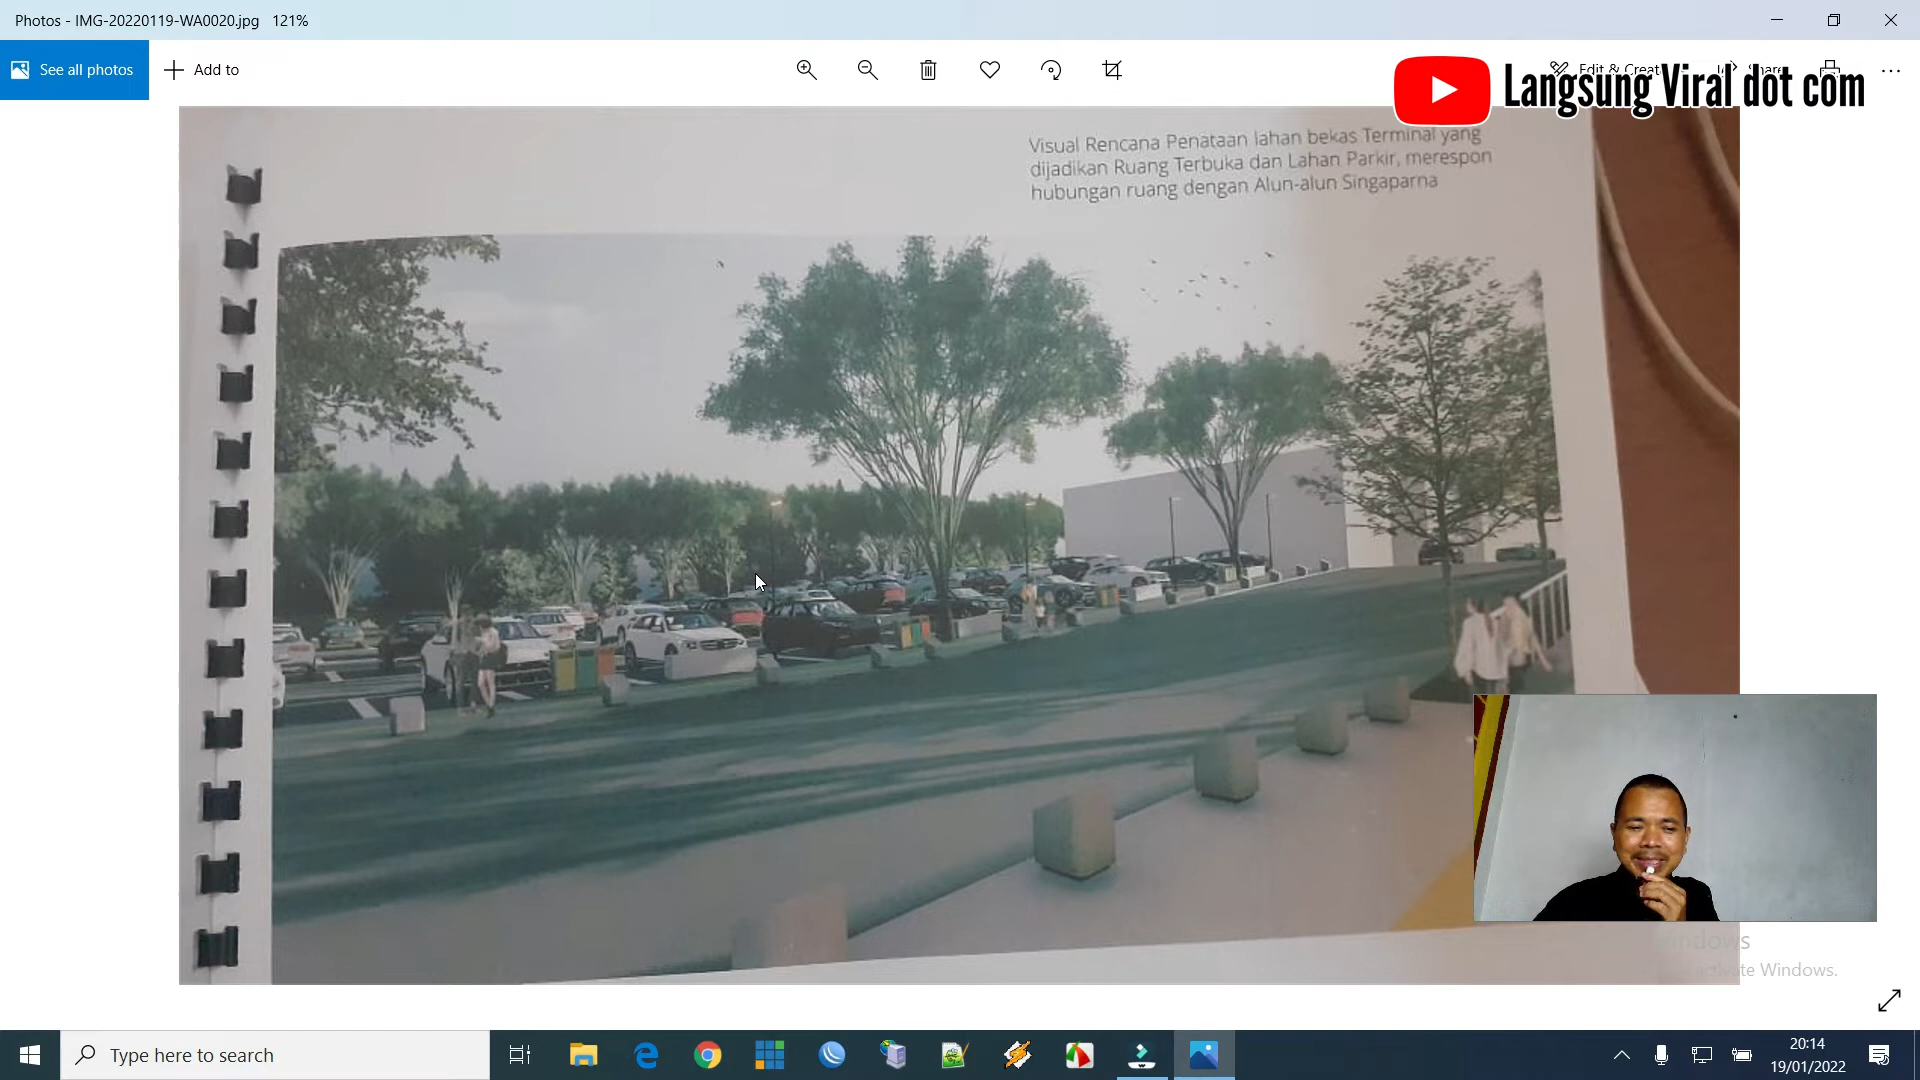 Photos - IMG-20220119-WA0020.jpg 121%
See all photos
Add to
Langsung Viral dot com
Visual Rencana Penataan lahan bekas Terminal yang
dijadikan Ruang Terbuka dan Lahan Parkir, merespon
hubungan ruang dengan Alun-alun Singaparna
Windows.
Type here to search
20:14
19/01/2022